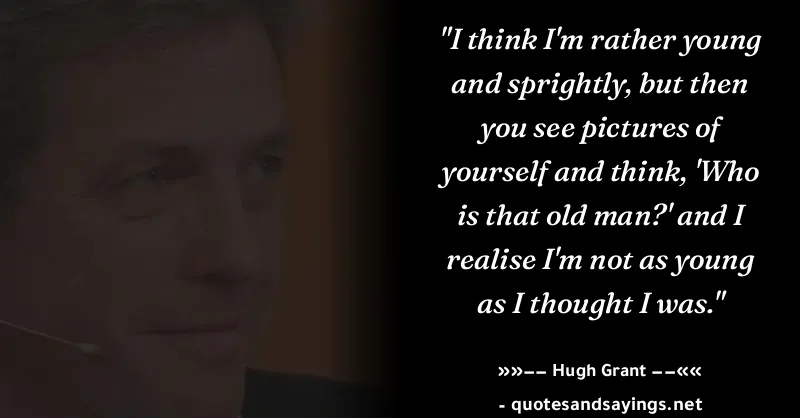 "I think I'm rather young
and sprightly, but then
you see pictures of
yourself and think, 'Who
is that old man?' and I
realise I'm not as young
as I thought I was."
»»−− Hugh Grant −−««
- quotesandsayings.net